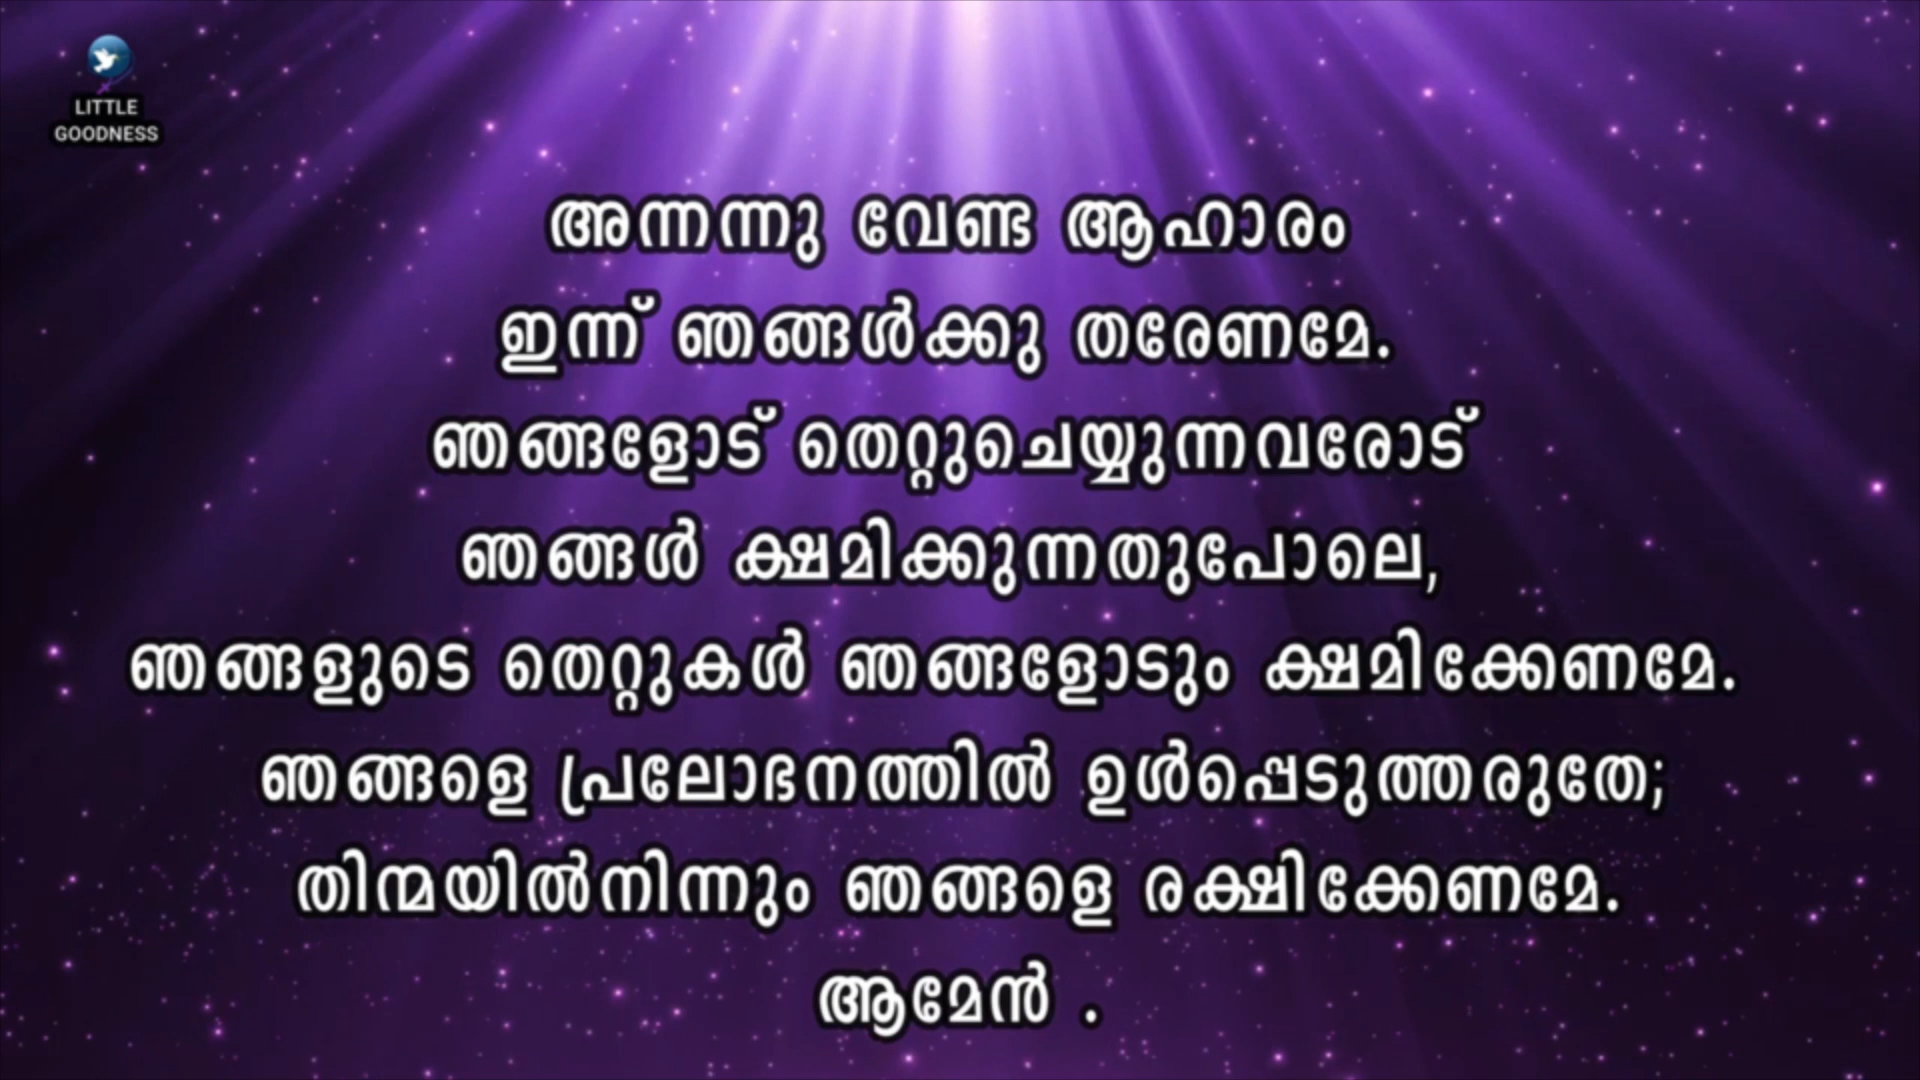 LITTLE
GOODNESS
അന്നന്നു വേണ്ട ആഹാരം
ഇന്ന് ഞങ്ങൾക്കു തരേണമേ.
ഞങ്ങളോട് തെറ്റുചെയ്യുന്നവരോട്
ഞങ്ങൾ ക്ഷമിക്കുന്നതുപോലെ,
ഞങ്ങളുടെ തെറ്റുകൾ ഞങ്ങളോടും ക്ഷമിക്കേണമേ.
ഞങ്ങളെ പ്രലോഭനത്തിൽ ഉൾപ്പെടുത്തരുതേ;
തിന്മയിൽനിന്നും ഞങ്ങളെ രക്ഷിക്കേണമേ.
ആമേൻ .